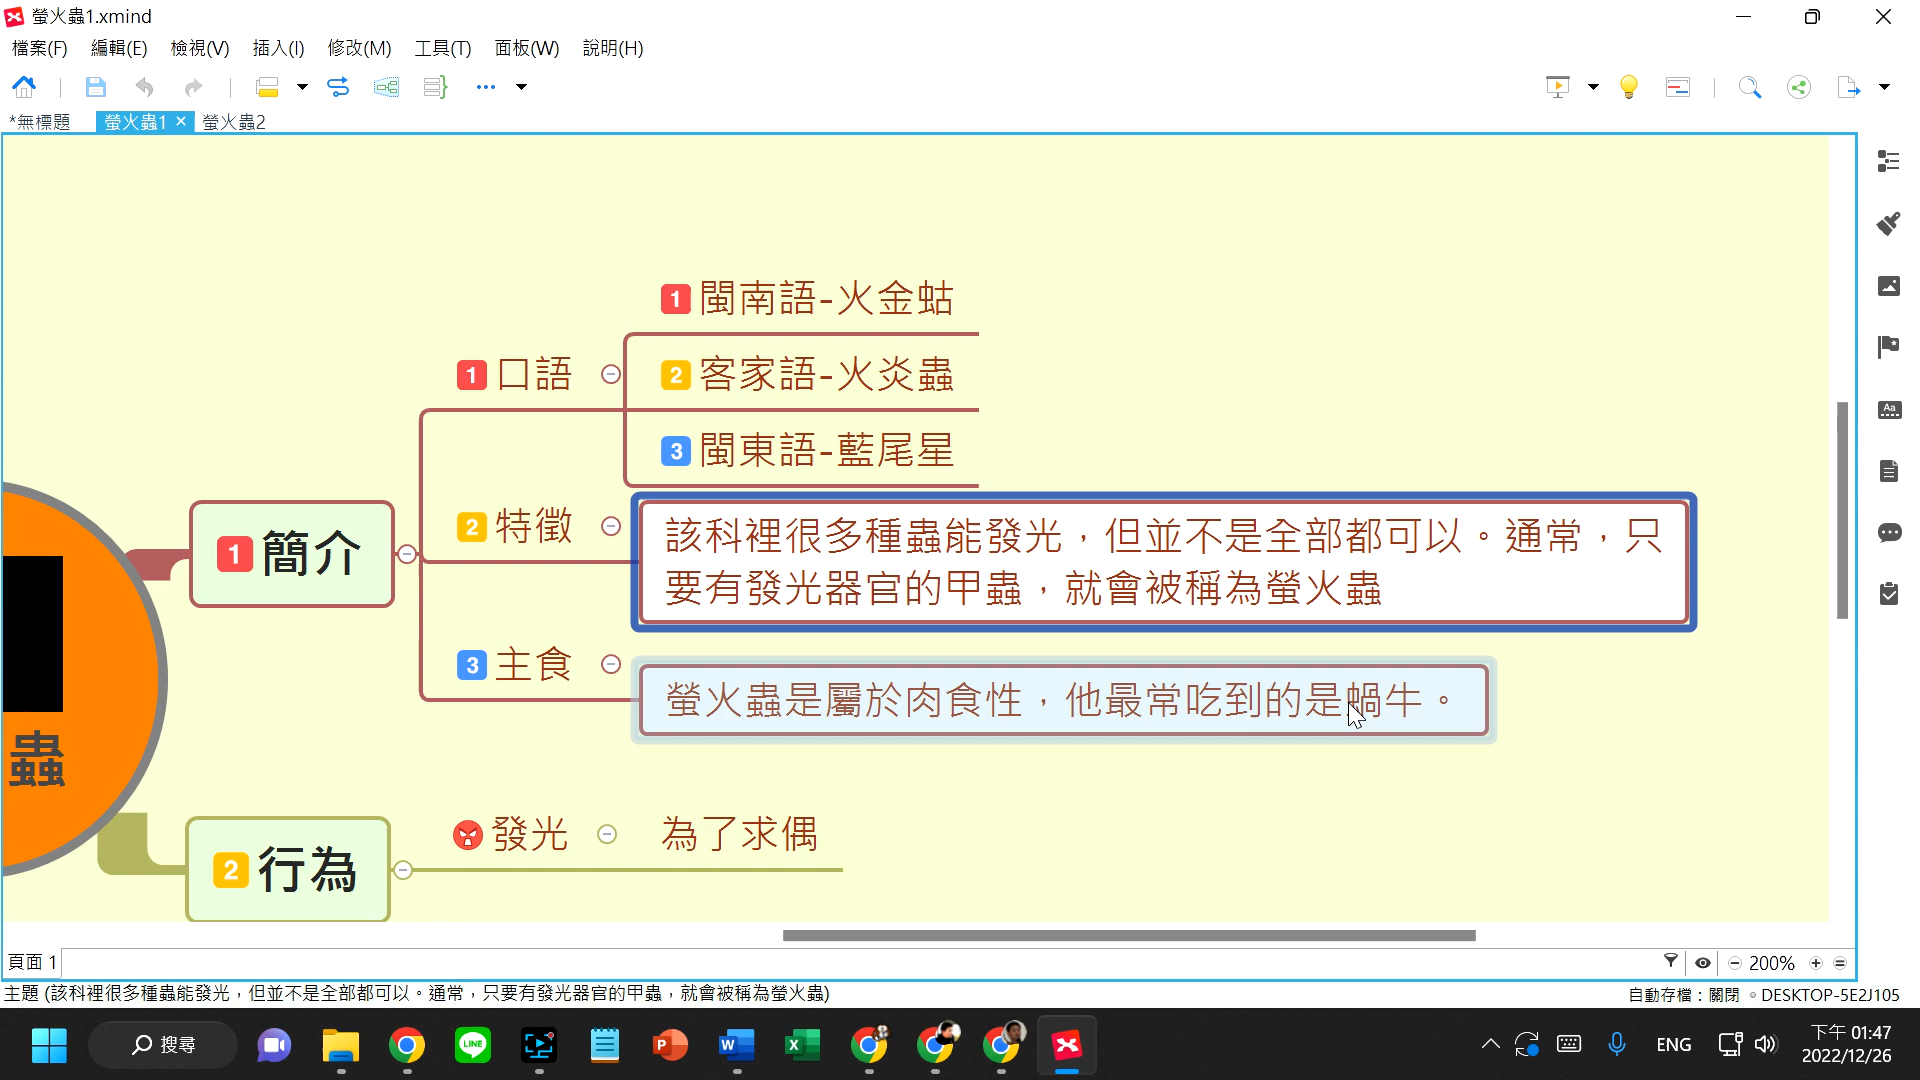 螢火蟲1.xmind
檔案(F) 編輯(E) 檢視(V) 插入(I) 修改(M) 工具(T) 面板(W) 說明(H)
*無標題 螢火蟲1 螢火蟲2
1 閩南語-火金蛄
1 口語
2 客家語-火炎蟲
3 閩東語-藍尾星
2 特徵
該科裡很多種蟲能發光，但並不是全部都可以。通常，只
要有發光器官的甲蟲，就會被稱為螢火蟲
1 簡介
3 主食
螢火蟲是屬於肉食性，他最常吃到的是蝸牛。
蟲
發光
為了求偶
2 行為
頁面 1
200%
主題 (該科裡很多種蟲能發光，但並不是全部都可以。通常，只要有發光器官的甲蟲，就會被稱為螢火蟲)
自動存檔：關閉 DESKTOP-5E2J105
搜尋
LINE
P
W
X
ENG
下午 01:47
2022/12/26
Aa